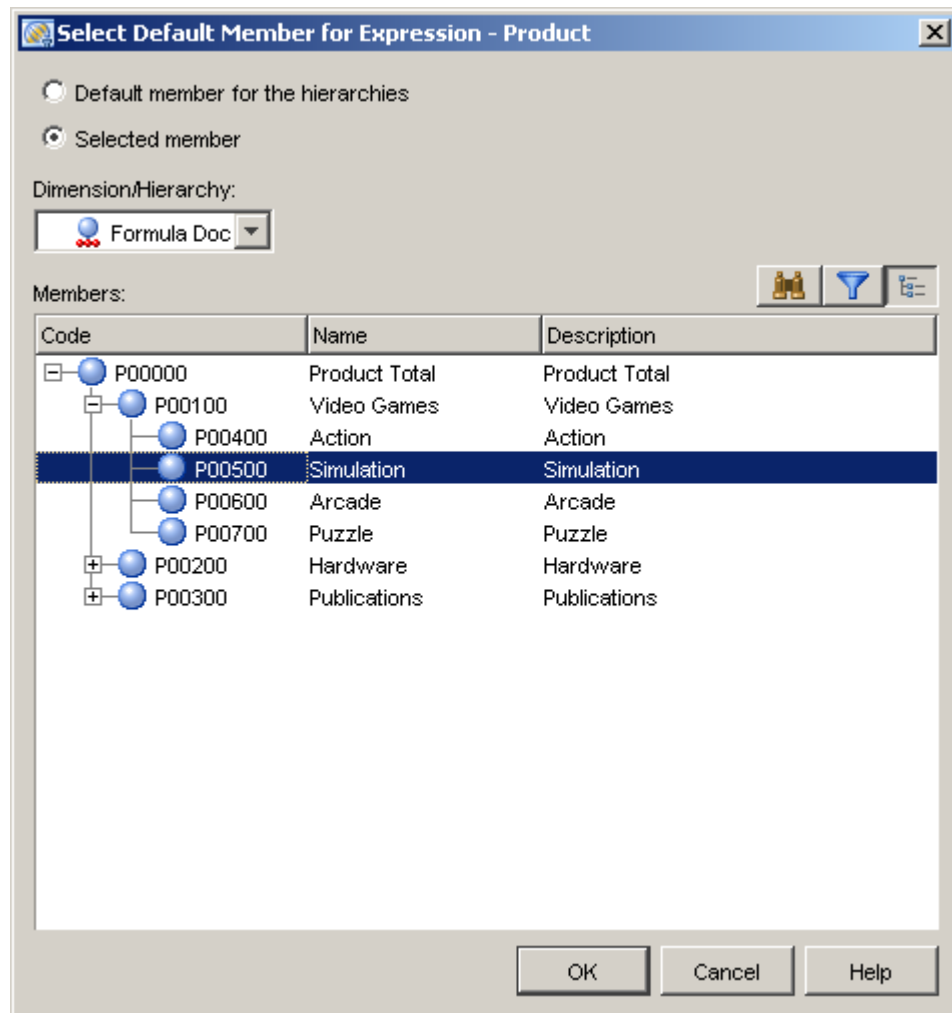 Select Default Member for Expression - Product
Default member for the hierarchies
Selected member
Dimension/Hierarchy:
Formula Doc
Members:
Code Name Description
P00000 Product Total Product Total
P00100 Video Games Video Games
P00400 Action Action
P00500 Simulation Simulation
P00600 Arcade Arcade
P00700 Puzzle Puzzle
P00200 Hardware Hardware
P00300 Publications Publications
OK Cancel Help